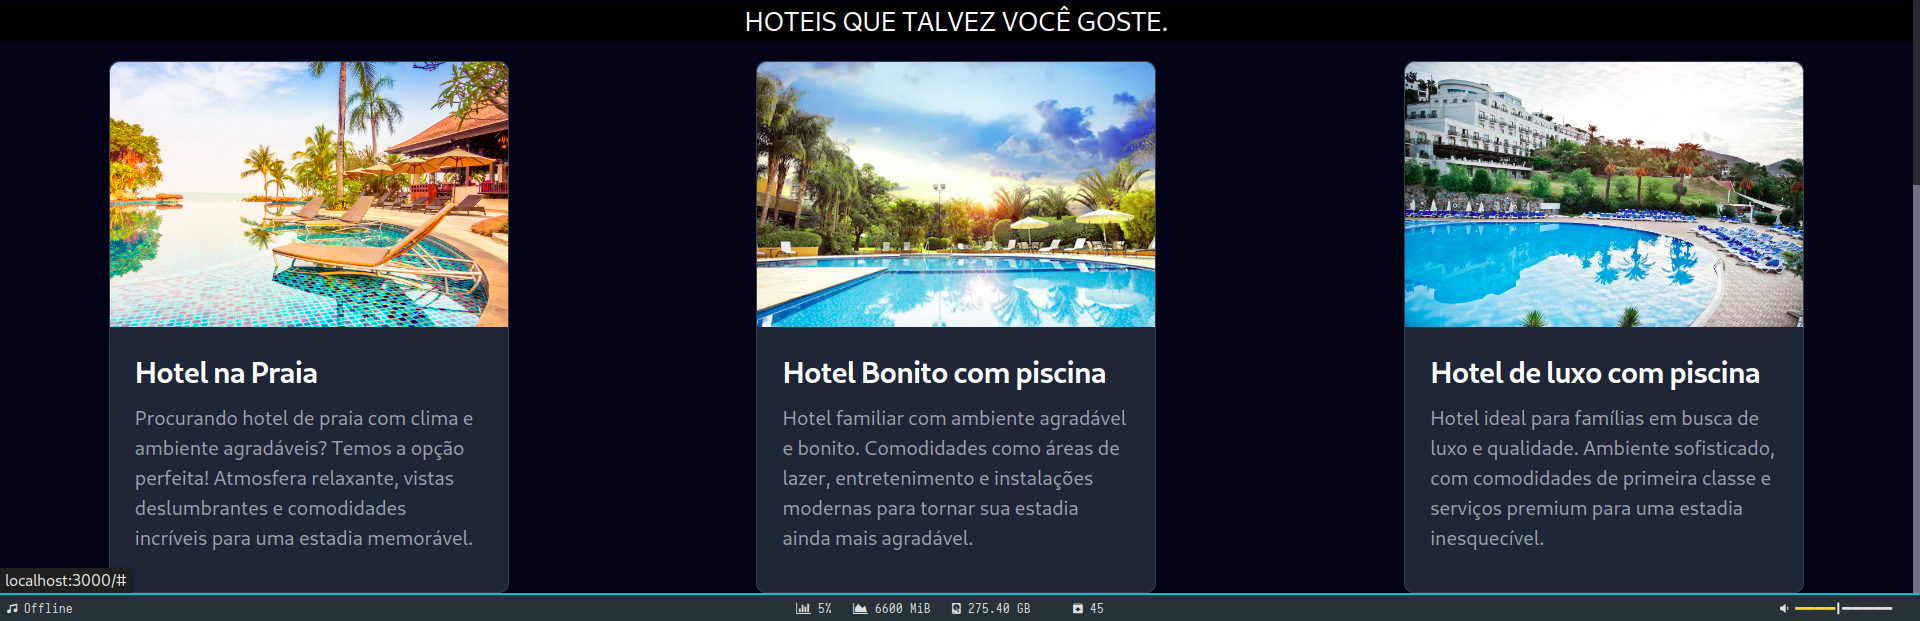 HOTEIS QUE TALVEZ VOCÊ GOSTE.
Hotel na Praia
Procurando hotel de praia com clima e
ambiente agradáveis? Temos a opção
perfeita! Atmosfera relaxante, vistas
deslumbrantes e comodidades
incríveis para uma estadia memorável.
Hotel Bonito com piscina
Hotel familiar com ambiente agradável
e bonito. Comodidades como áreas de
lazer, entretenimento e instalações
modernas para tornar sua estadia
ainda mais agradável.
Hotel de luxo com piscina
Hotel ideal para famílias em busca de
luxo e qualidade. Ambiente sofisticado,
com comodidades de primeira classe e
serviços premium para uma estadia
inesquecível.
localhost:3000/#
Offline
5%
6600 MiB
275.40 GB
45